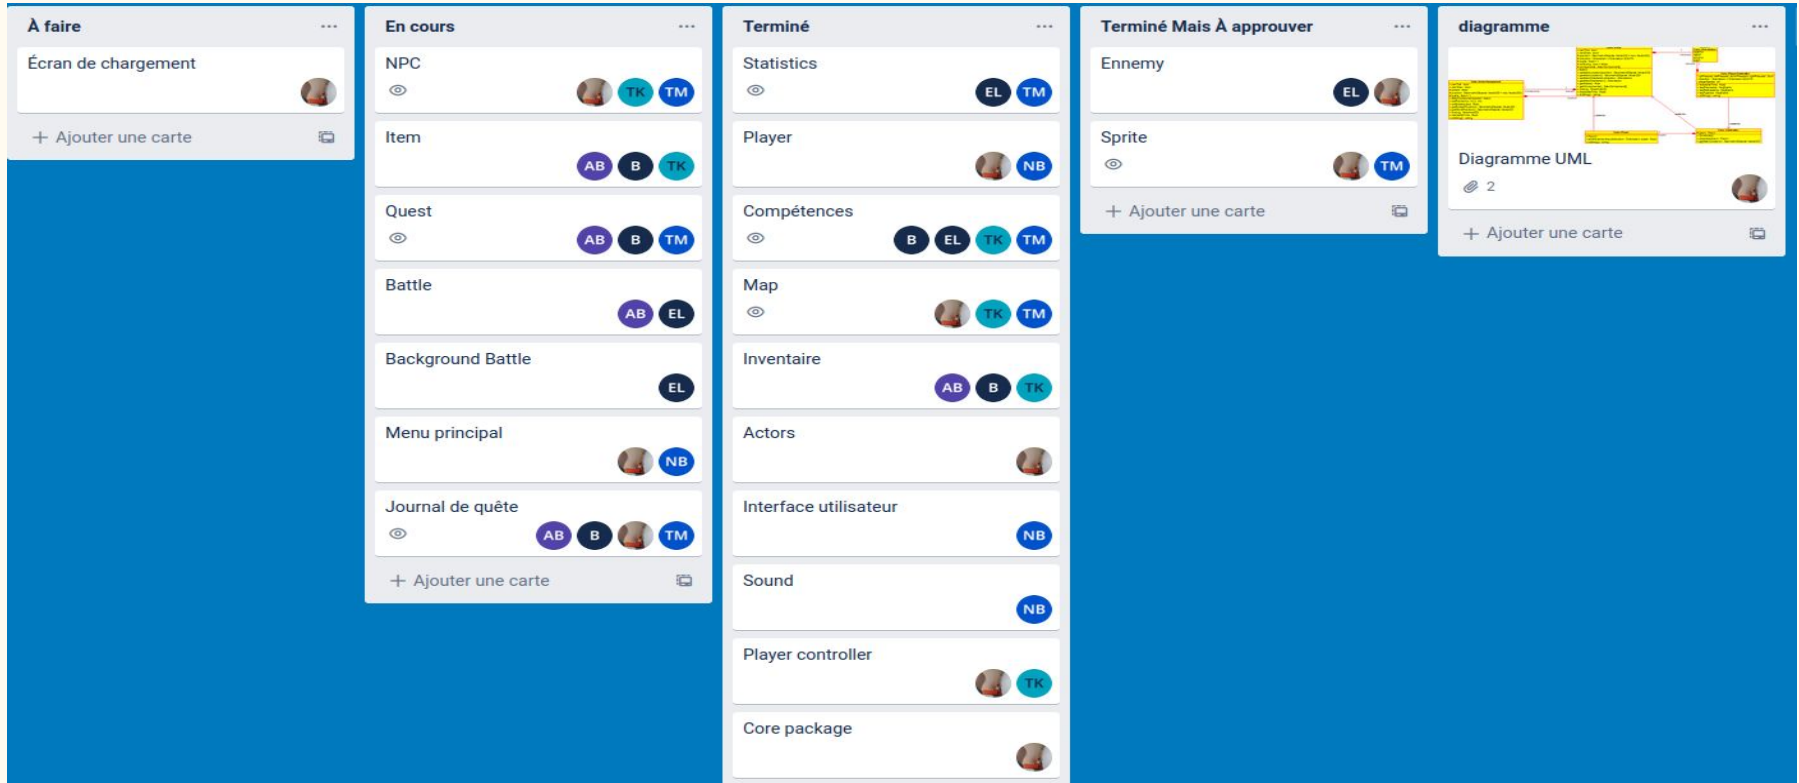 À faire
Écran de chargement
+ Ajouter une carte
En cours
NPC
TK TM
Item
AB B TK
Quest
AB B TM
Battle
AB EL
Background Battle
EL
Menu principal
NB
Journal de quête
AB B TM
+ Ajouter une carte
Terminé
Statistics
EL TM
Player
NB
Compétences
B EL TK TM
Map
TK TM
Inventaire
AB B TK
Actors
Interface utilisateur
NB
Sound
NB
Player controller
TK
Core package
Terminé Mais À approuver
Ennemy
EL
Sprite
TM
+ Ajouter une carte
diagramme
Diagramme UML
2
+ Ajouter une carte